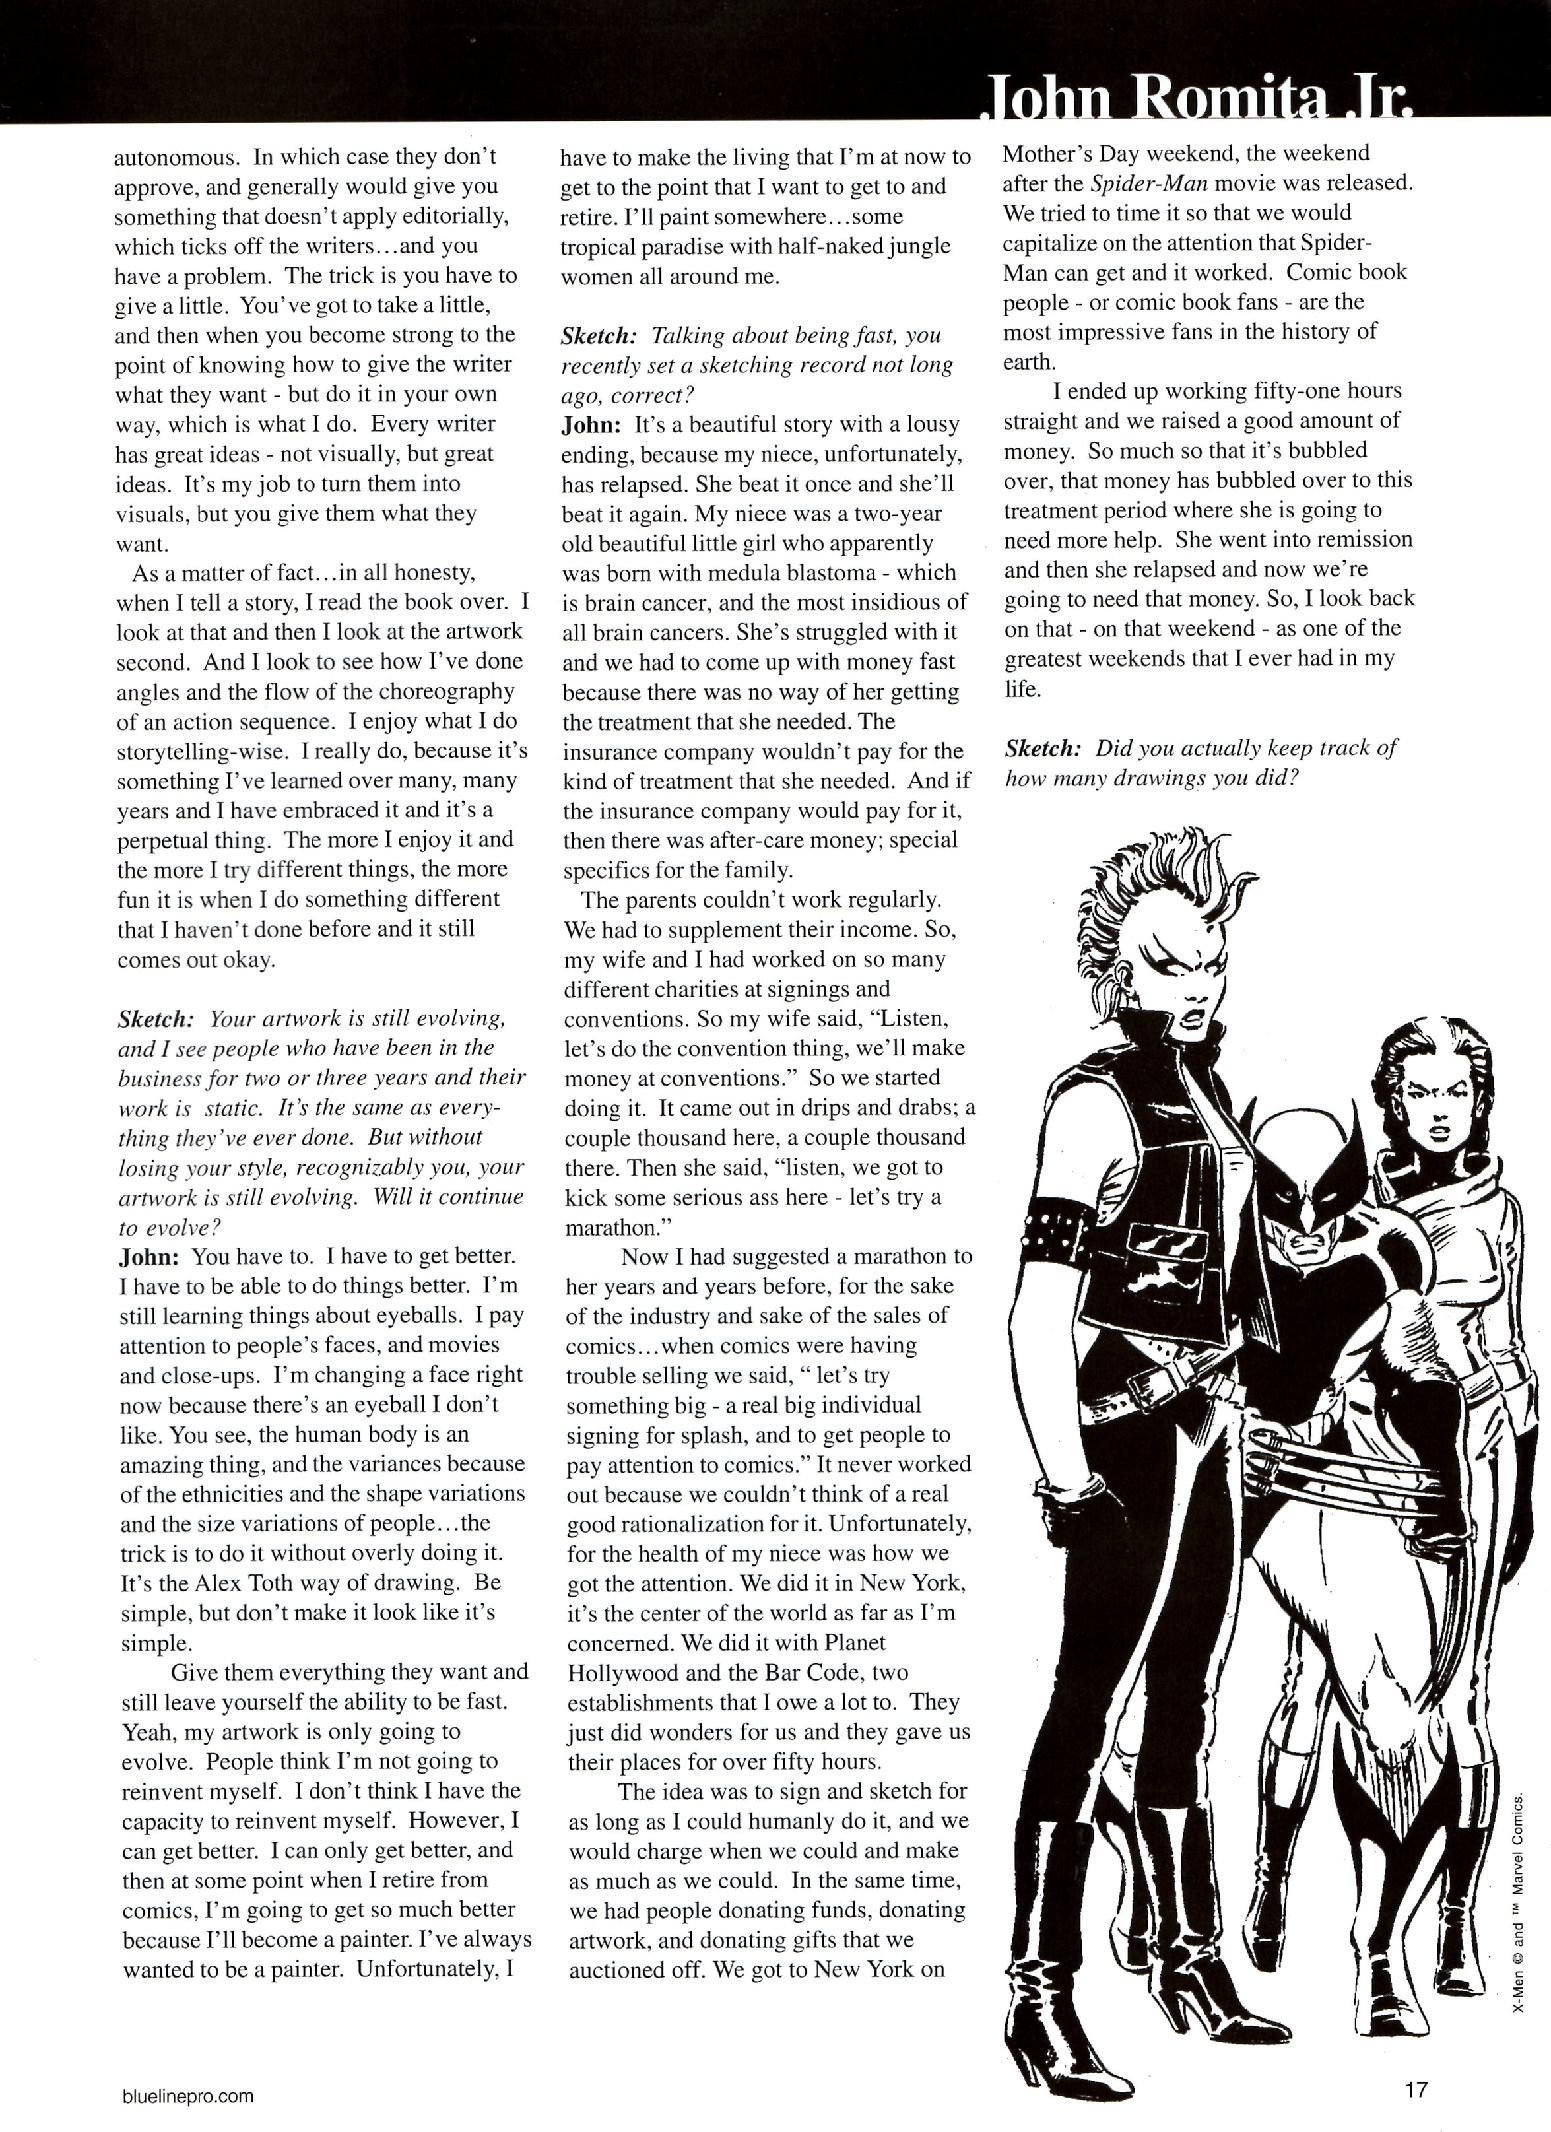 John Romita Jr.
autonomous.  In which case they don't
approve, and generally would give you
something that doesn't apply editorially,
which ticks off the writers…and you
have a problem.  The trick is you have to
give a little.  You've got to take a little,
and then when you become strong to the
point of knowing how to give the writer
what they want - but do it in your own
way, which is what I do.  Every writer
has great ideas - not visually, but great
ideas.  It's my job to turn them into
visuals, but you give them what they
want.
As a matter of fact…in all honesty,
when I tell a story, I read the book over.  I
look at that and then I look at the artwork
second.  And I look to see how I've done
angles and the flow of the choreography
of an action sequence.  I enjoy what I do
storytelling-wise.  I really do, because it's
something I've learned over many, many
years and I have embraced it and it's a
perpetual thing.  The more I enjoy it and
the more I try different things, the more
fun it is when I do something different
that I haven't done before and it still
comes out okay.
Sketch:  Your artwork is still evolving,
and I see people who have been in the
business for two or three years and their
work is  static.  It's the same as every-
thing they've ever done.  But without
losing your style, recognizably you, your
artwork is still evolving.  Will it continue
to evolve?
John:  You have to.  I have to get better.
I have to be able to do things better.  I'm
still learning things about eyeballs.  I pay
attention to people's faces, and movies
and close-ups.  I'm changing a face right
now because there's an eyeball I don't
like. You see, the human body is an
amazing thing, and the variances because
of the ethnicities and the shape variations
and the size variations of people…the
trick is to do it without overly doing it.
It's the Alex Toth way of drawing.  Be
simple, but don't make it look like it's
simple.
Give them everything they want and
still leave yourself the ability to be fast.
Yeah, my artwork is only going to
evolve.  People think I'm not going to
reinvent myself.  I don't think I have the
capacity to reinvent myself.  However, I
can get better.  I can only get better, and
then at some point when I retire from
comics, I'm going to get so much better
because I'll become a painter. I've always
wanted to be a painter.  Unfortunately, I
have to make the living that I'm at now to
get to the point that I want to get to and
retire. I'll paint somewhere…some
tropical paradise with half-naked jungle
women all around me.
Sketch:  Talking about being fast, you
recently set a sketching record not long
ago, correct?
John:  It's a beautiful story with a lousy
ending, because my niece, unfortunately,
has relapsed. She beat it once and she'll
beat it again. My niece was a two-year
old beautiful little girl who apparently
was born with medula blastoma - which
is brain cancer, and the most insidious of
all brain cancers. She's struggled with it
and we had to come up with money fast
because there was no way of her getting
the treatment that she needed. The
insurance company wouldn't pay for the
kind of treatment that she needed.  And if
the insurance company would pay for it,
then there was after-care money; special
specifics for the family.
The parents couldn't work regularly.
We had to supplement their income. So,
my wife and I had worked on so many
different charities at signings and
conventions. So my wife said, “Listen,
let's do the convention thing, we'll make
money at conventions.”  So we started
doing it.  It came out in drips and drabs; a
couple thousand here, a couple thousand
there. Then she said, “listen, we got to
kick some serious ass here - let's try a
marathon.”
Now I had suggested a marathon to
her years and years before, for the sake
of the industry and sake of the sales of
comics…when comics were having
trouble selling we said, “ let's try
something big - a real big individual
signing for splash, and to get people to
pay attention to comics.” It never worked
out because we couldn't think of a real
good rationalization for it. Unfortunately,
for the health of my niece was how we
got the attention. We did it in New York,
it's the center of the world as far as I'm
concerned. We did it with Planet
Hollywood and the Bar Code, two
establishments that I owe a lot to.  They
just did wonders for us and they gave us
their places for over fifty hours.
The idea was to sign and sketch for
as long as I could humanly do it, and we
would charge when we could and make
as much as we could.  In the same time,
we had people donating funds, donating
artwork, and donating gifts that we
auctioned off. We got to New York on
Mother's Day weekend, the weekend
after the Spider-Man movie was released.
We tried to time it so that we would
capitalize on the attention that Spider-
Man can get and it worked.  Comic book
people - or comic book fans - are the
most impressive fans in the history of
earth.
I ended up working fifty-one hours
straight and we raised a good amount of
money.  So much so that it's bubbled
over, that money has bubbled over to this
treatment period where she is going to
need more help.  She went into remission
and then she relapsed and now we're
going to need that money. So, I look back
on that - on that weekend - as one of the
greatest weekends that I ever had in my
life.
Sketch:  Did you actually keep track of
how many drawings you did?
X-Men © and ™ Marvel Comics.
bluelinepro.com
17